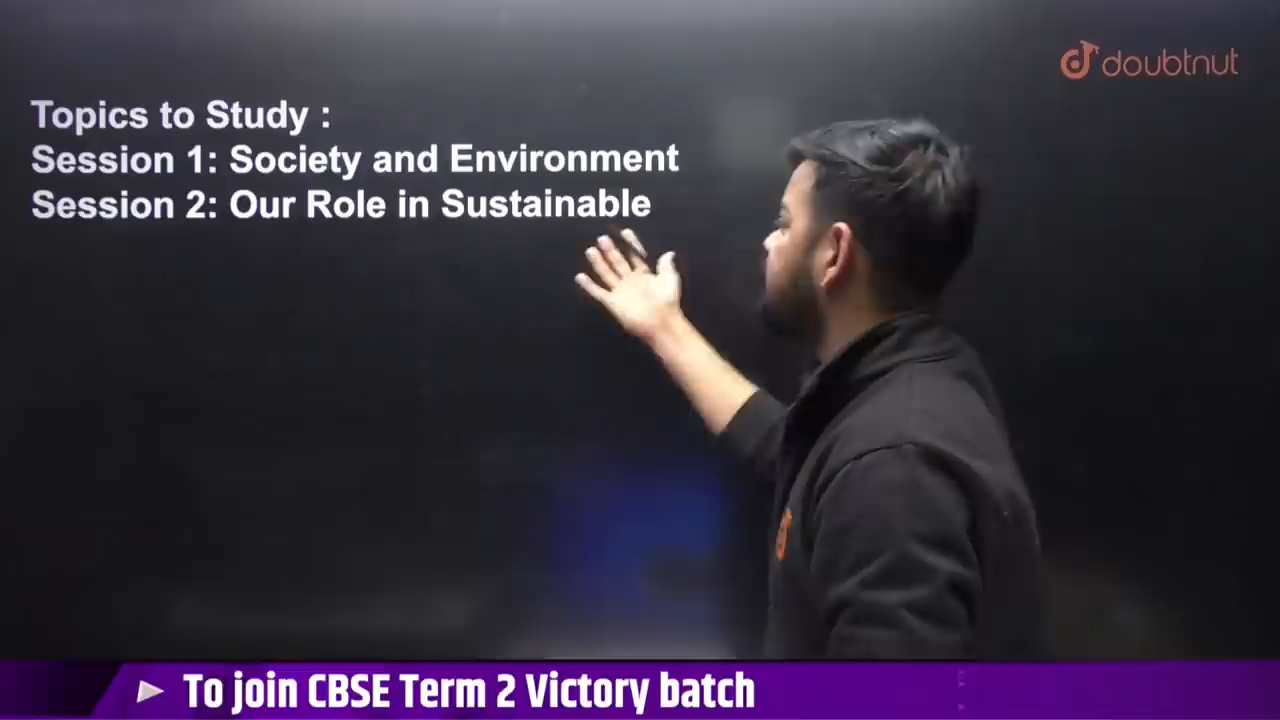 doubtnut
Topics to Study :
Session 1: Society and Environment
Session 2: Our Role in Sustainable
To join CBSE Term 2 Victory batch